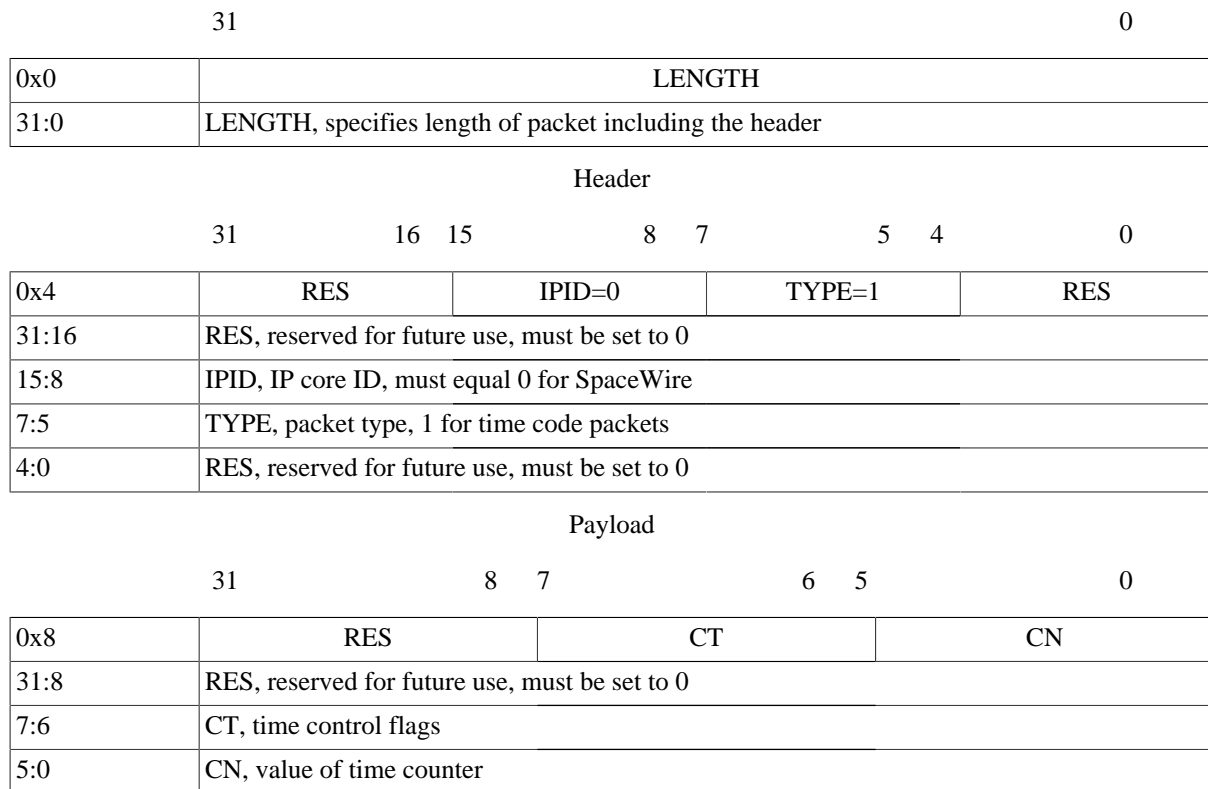 31 0
0x0 LENGTH
31:0 LENGTH, specifies length of packet including the header
Header
31 16 15 8 7 5 4 0
0x4 RES IPID=0 TYPE=1 RES
31:16 RES, reserved for future use, must be set to 0
15:8 IPID, IP core ID, must equal 0 for SpaceWire
7:5 TYPE, packet type, 1 for time code packets
4:0 RES, reserved for future use, must be set to 0
Payload
31 8 7 6 5 0
0x8 RES CT CN
31:8 RES, reserved for future use, must be set to 0
7:6 CT, time control flags
5:0 CN, value of time counter